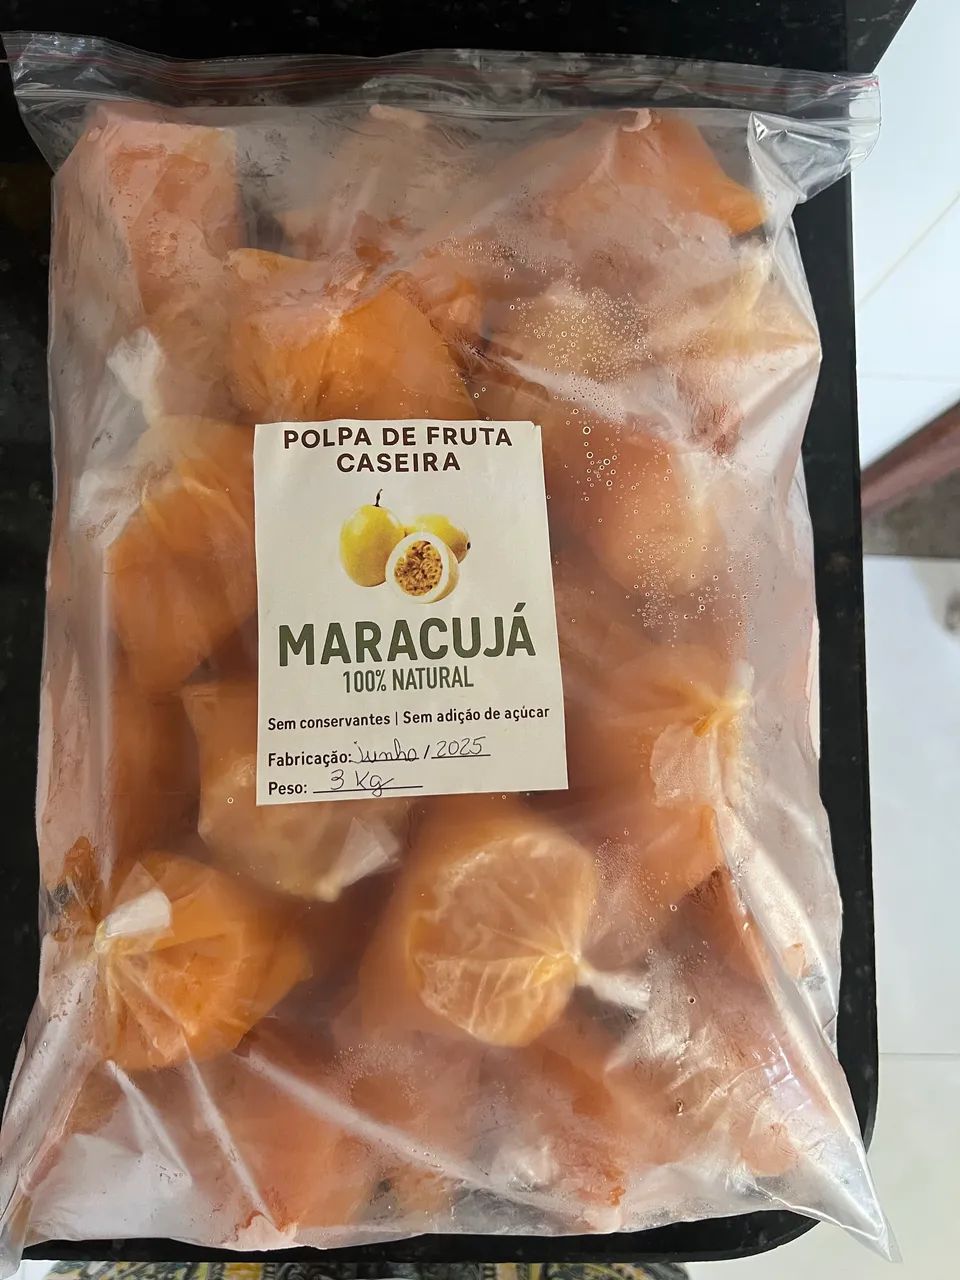 POLPA DE FRUTA
CASEIRA
MARACUJÁ
100% NATURAL
Sem conservantes | Sem adição de açúcar
Fabricação: junho / 2025
Peso: 3 Kg